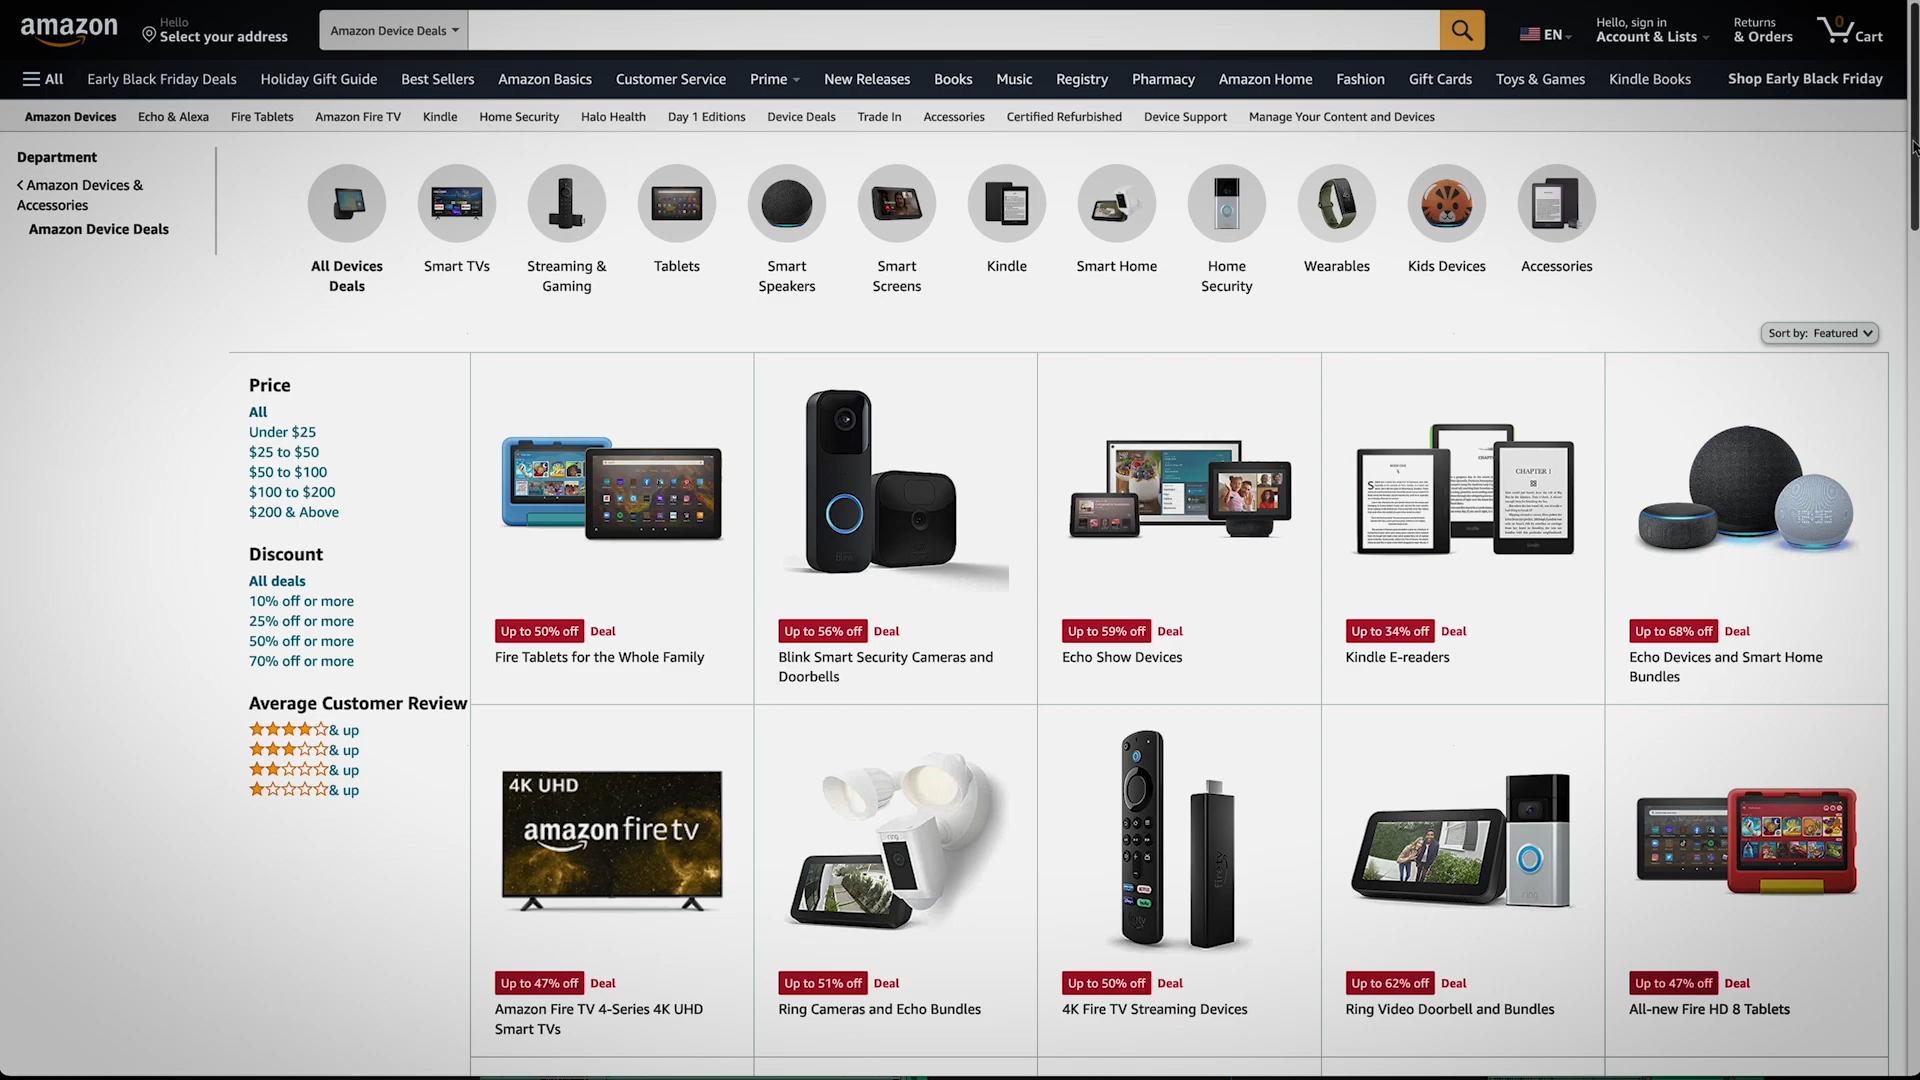 amazon
Hello
Select your address
Amazon Device Deals
EN
Hello, sign in
Account & Lists
Returns
& Orders
0
Cart
All
Early Black Friday Deals
Holiday Gift Guide
Best Sellers
Amazon Basics
Customer Service
Prime
New Releases
Books
Music
Registry
Pharmacy
Amazon Home
Fashion
Gift Cards
Toys & Games
Kindle Books
Shop Early Black Friday
Amazon Devices
Echo & Alexa
Fire Tablets
Amazon Fire TV
Kindle
Home Security
Halo Health
Day 1 Editions
Device Deals
Trade In
Accessories
Certified Refurbished
Device Support
Manage Your Content and Devices
Department
Amazon Devices &
Accessories
Amazon Device Deals
All Devices
Deals
Smart TVs
Streaming &
Gaming
Tablets
Smart
Speakers
Smart
Screens
Kindle
Smart Home
Home
Security
Wearables
Kids Devices
Accessories
Sort by: Featured
Price
All
Under $25
$25 to $50
$50 to $100
$100 to $200
$200 & Above
Discount
All deals
10% off or more
25% off or more
50% off or more
70% off or more
Average Customer Review
& up
& up
& up
& up
Up to 50% off Deal
Fire Tablets for the Whole Family
Up to 56% off Deal
Blink Smart Security Cameras and
Doorbells
Up to 59% off Deal
Echo Show Devices
CHAPTER 1
Up to 34% off Deal
Kindle E-readers
12:55
Up to 68% off Deal
Echo Devices and Smart Home
Bundles
4K UHD
amazon fire tv
Up to 47% off Deal
Amazon Fire TV 4-Series 4K UHD
Smart TVs
ring
Up to 51% off Deal
Ring Cameras and Echo Bundles
fire tv
Up to 50% off Deal
4K Fire TV Streaming Devices
ring
Up to 62% off Deal
Ring Video Doorbell and Bundles
Up to 47% off Deal
All-new Fire HD 8 Tablets